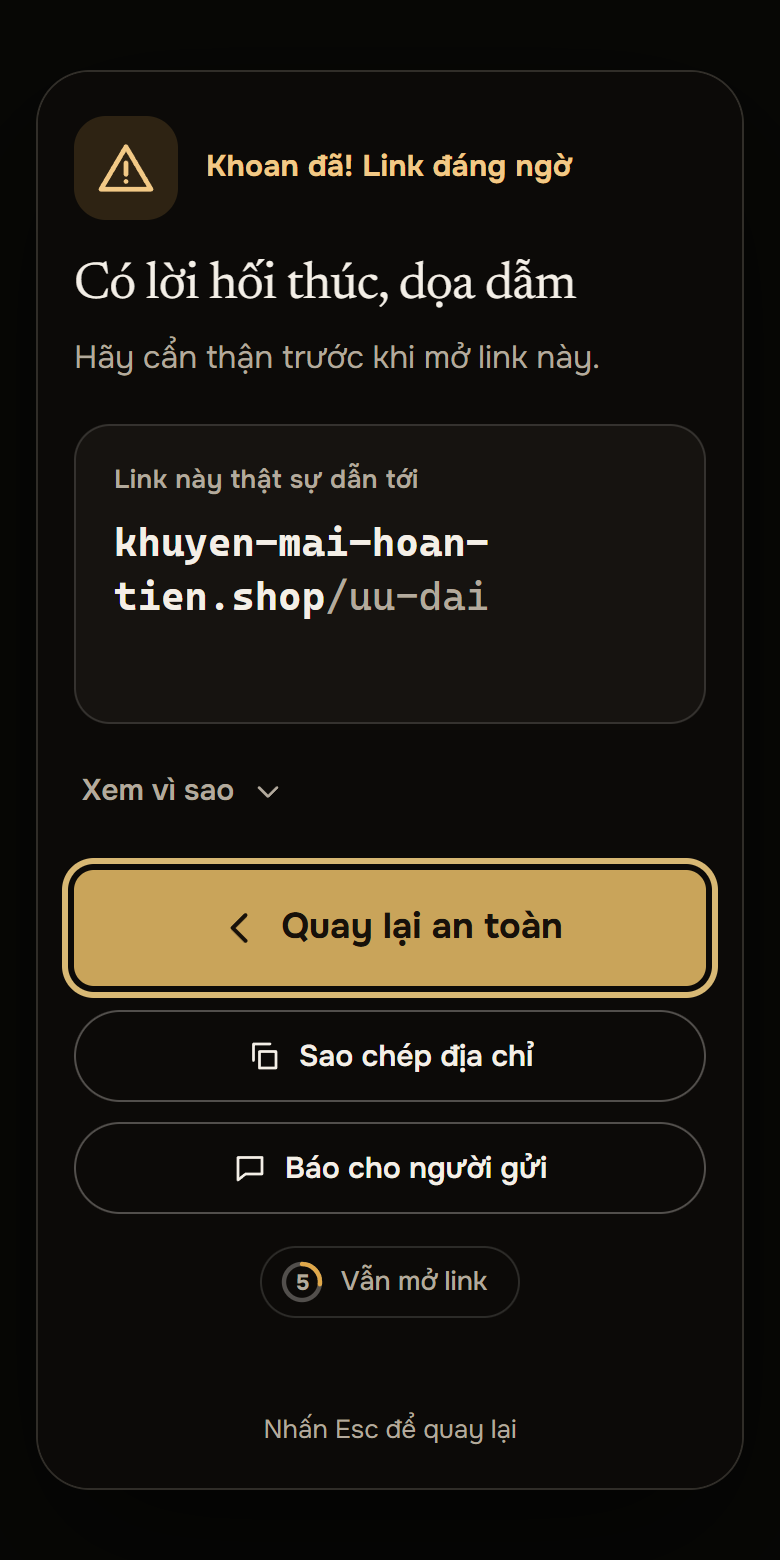 Khoan đã! Link đáng ngờ
Có lời hối thúc, dọa dẫm
Hãy cẩn thận trước khi mở link này.
Link này thật sự dẫn tới
khuyen-mai-hoan-
tien.shop/uu-dai
Xem vì sao
Quay lại an toàn
Sao chép địa chỉ
Báo cho người gửi
5 Vẫn mở link
Nhấn Esc để quay lại